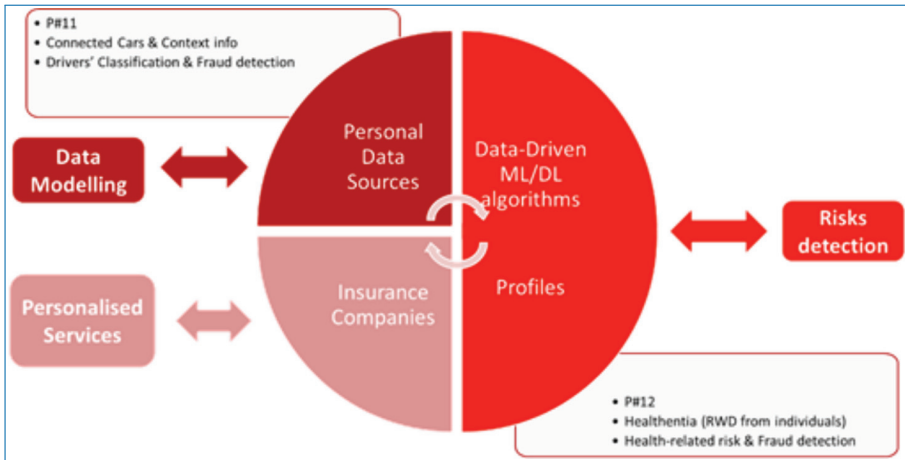 • P#11
• Connected Cars & Context info
• Drivers' Classification & Fraud detection
Personal
Data
Sources
Data-Driven
ML/DL
algorithms
Data
Modelling
Risks
detection
Insurance
Companies
Profiles
Personalised
Services
• P#12
• Healthentia (RWD from individuals)
• Health-related risk & Fraud detection